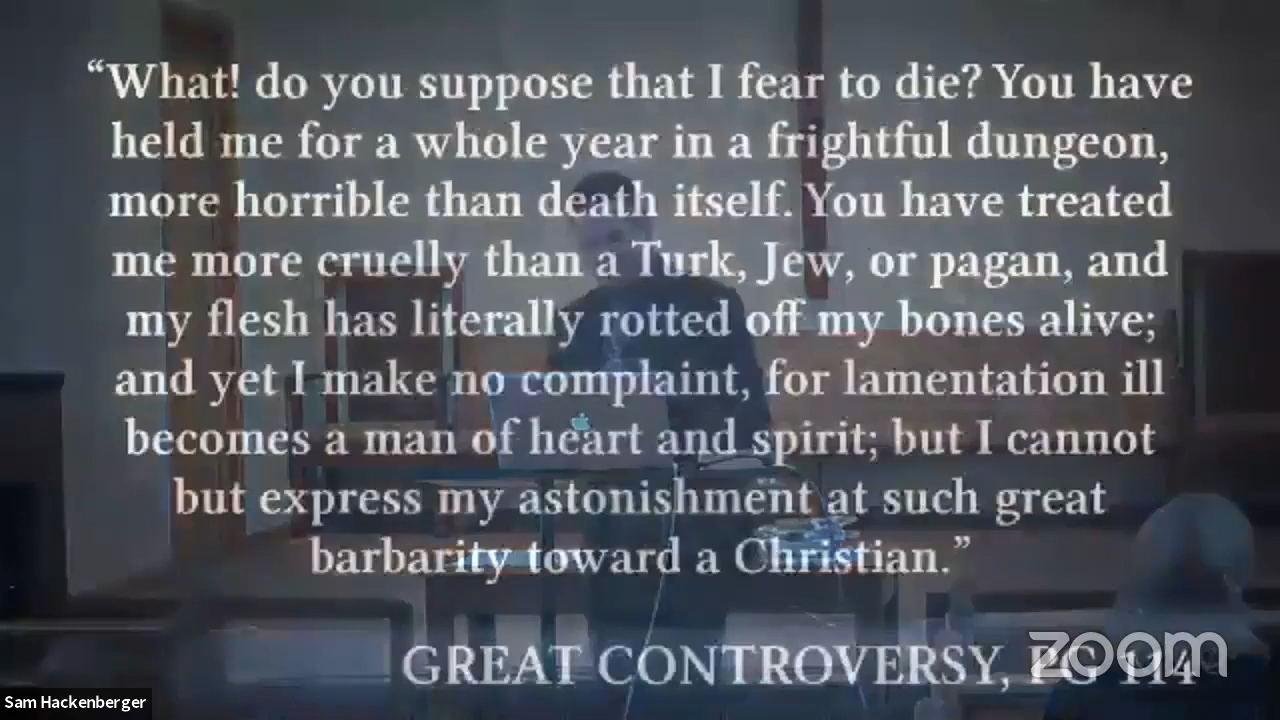 “What! do you suppose that I fear to die? You have
held me for a whole year in a frightful dungeon,
more horrible than death itself. You have treated
me more cruelly than a Turk, Jew, or pagan, and
my flesh has literally rotted off my bones alive;
and yet I make no complaint, for lamentation ill
becomes a man of heart and spirit; but I cannot
but express my astonishment at such great
barbarity toward a Christian.”
GREAT CONTROVERSY, PG 114
zoom
Sam Hackenberger